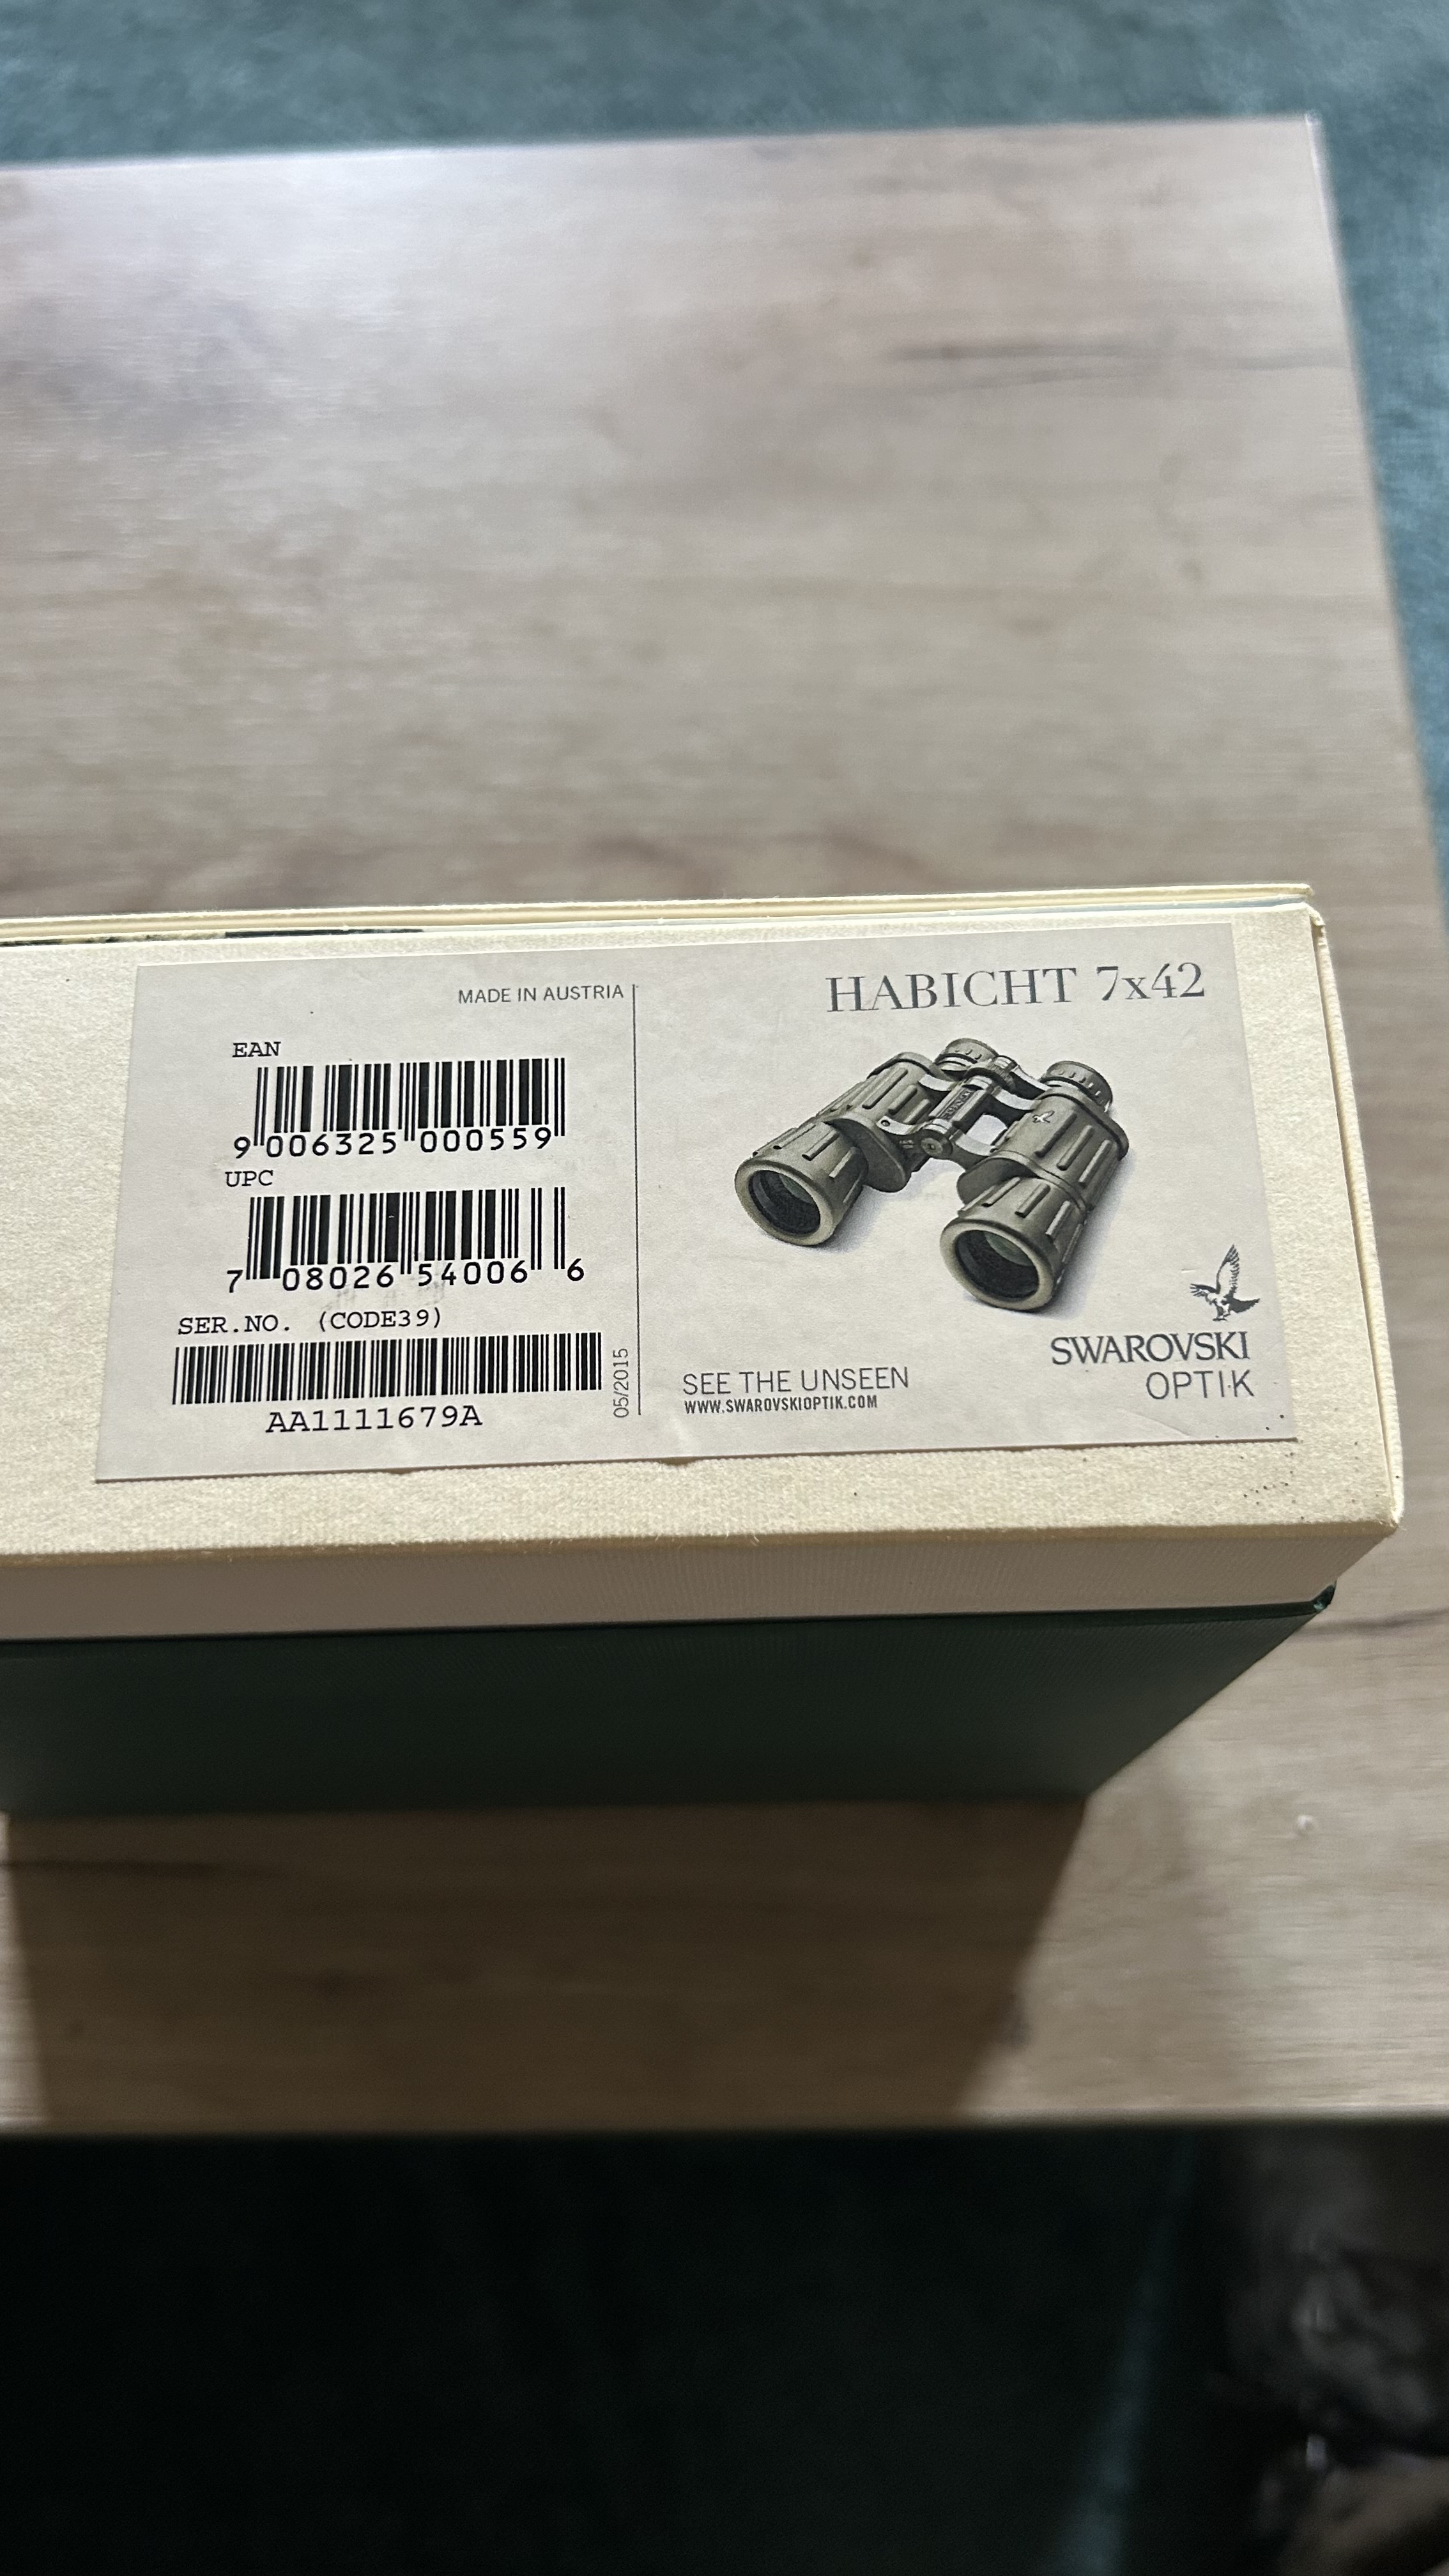 MADE IN AUSTRIA
EAN
9 006325 000559
UPC
7 08026 54006 6
SER.NO. (CODE39)
AA1111679A
05/2015
HABICHT 7x42
SEE THE UNSEEN
WWW.SWAROVSKIOPTIK.COM
SWAROVSKI
OPTIK